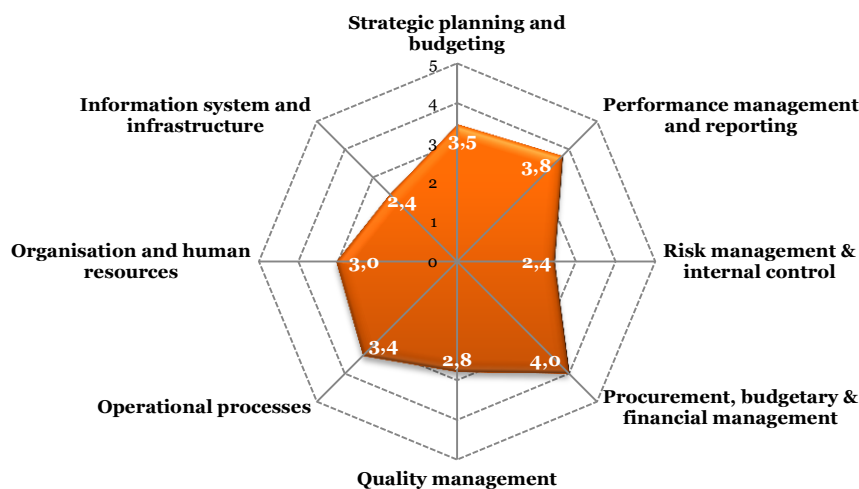 Strategic planning and
budgeting
5
Information system and
infrastructure
4
Performance management
and reporting
3
3,5
3,8
2
2,4
1
Organisation and human
resources
3,0
0
2,4
Risk management &
internal control
3,4
2,8
4,0
Operational processes
Procurement, budgetary &
financial management
Quality management